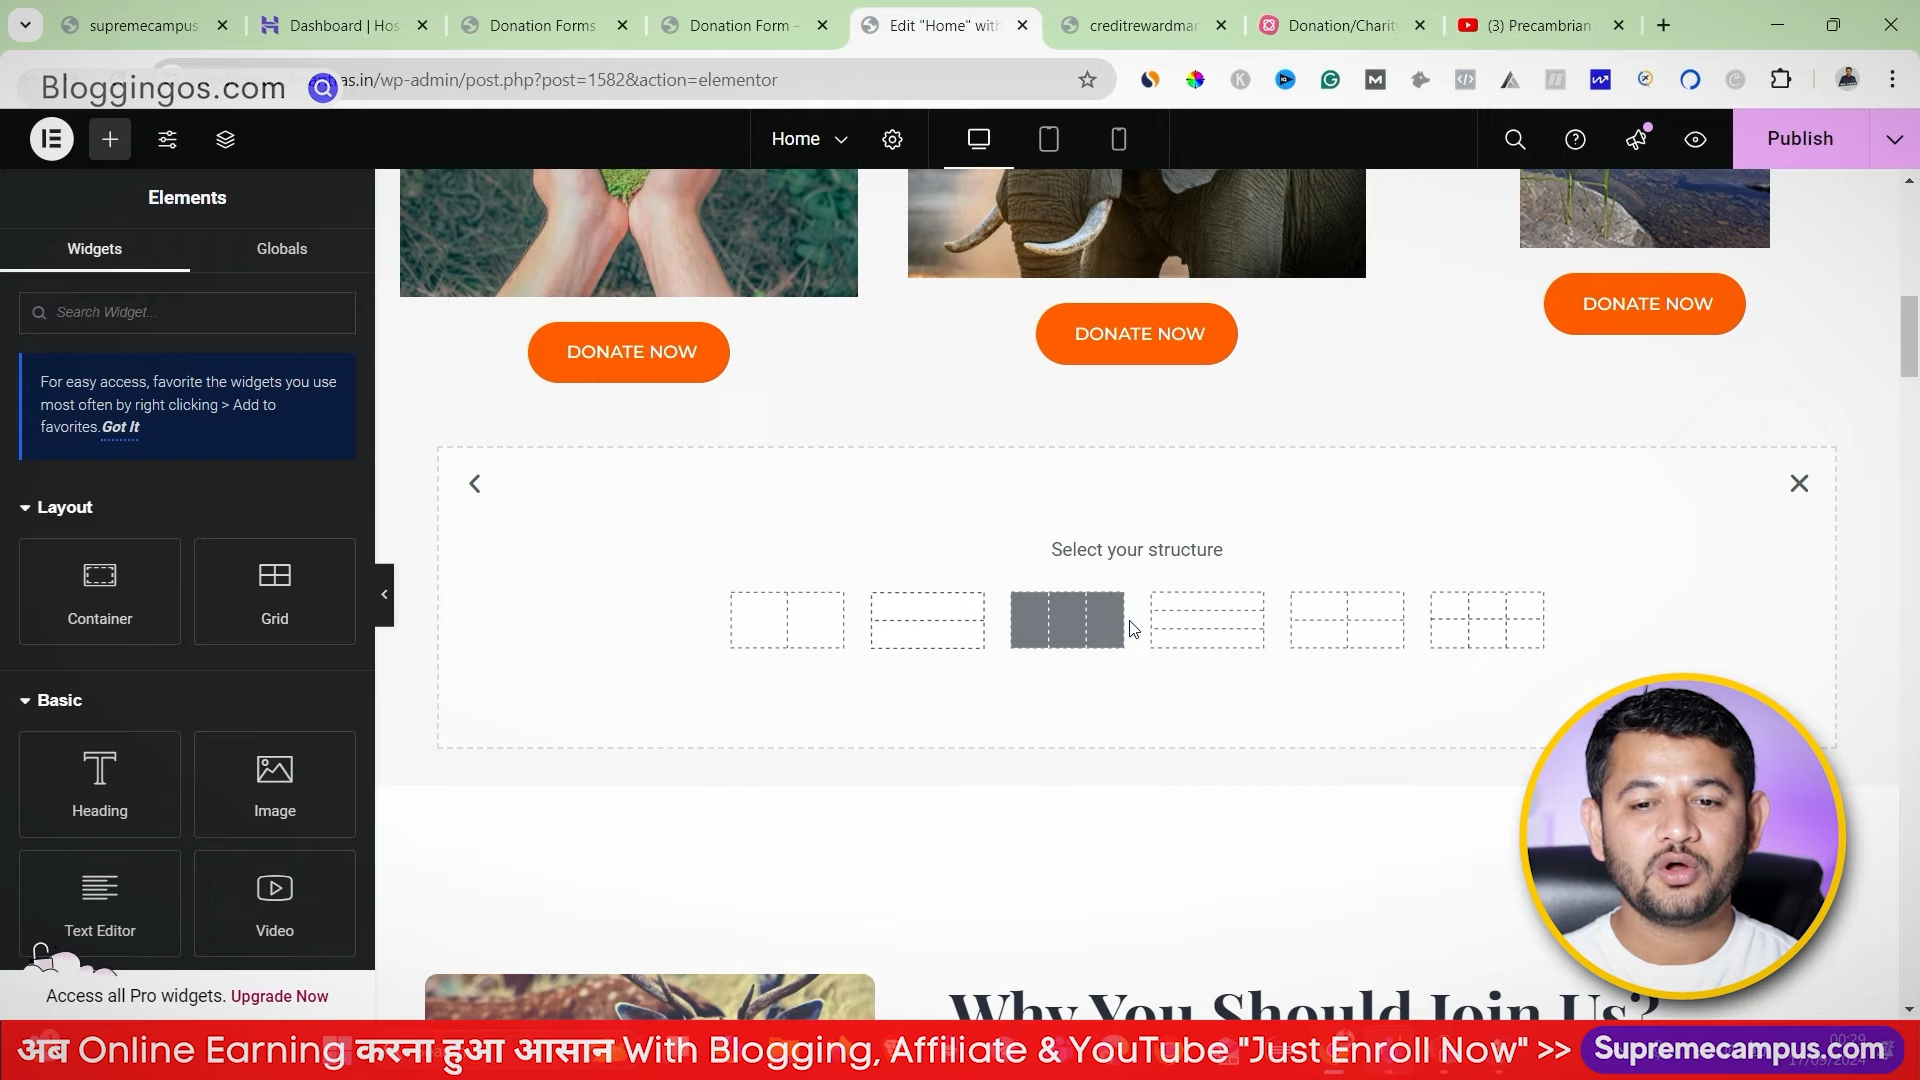 supremecampus.
Dashboard | Hos
Donation Forms
Donation Form -
Edit "Home" with
creditrewardmar
Donation/Charit
(3) Precambrian
Bloggingos.com
as.in/wp-admin/post.php?post=1582&action=elementor
Home
Publish
Elements
Widgets
Globals
Search Widget...
For easy access, favorite the widgets you use
most often by right clicking > Add to
favorites. Got It
Layout
Container
Grid
Basic
Heading
Image
Text Editor
Video
Access all Pro widgets. Upgrade Now
DONATE NOW
DONATE NOW
DONATE NOW
Select your structure
Why You Should Join Us?
अब Online Earning करना हुआ आसान With Blogging, Affiliate & YouTube "Just Enroll Now" >> Supremecampus.com